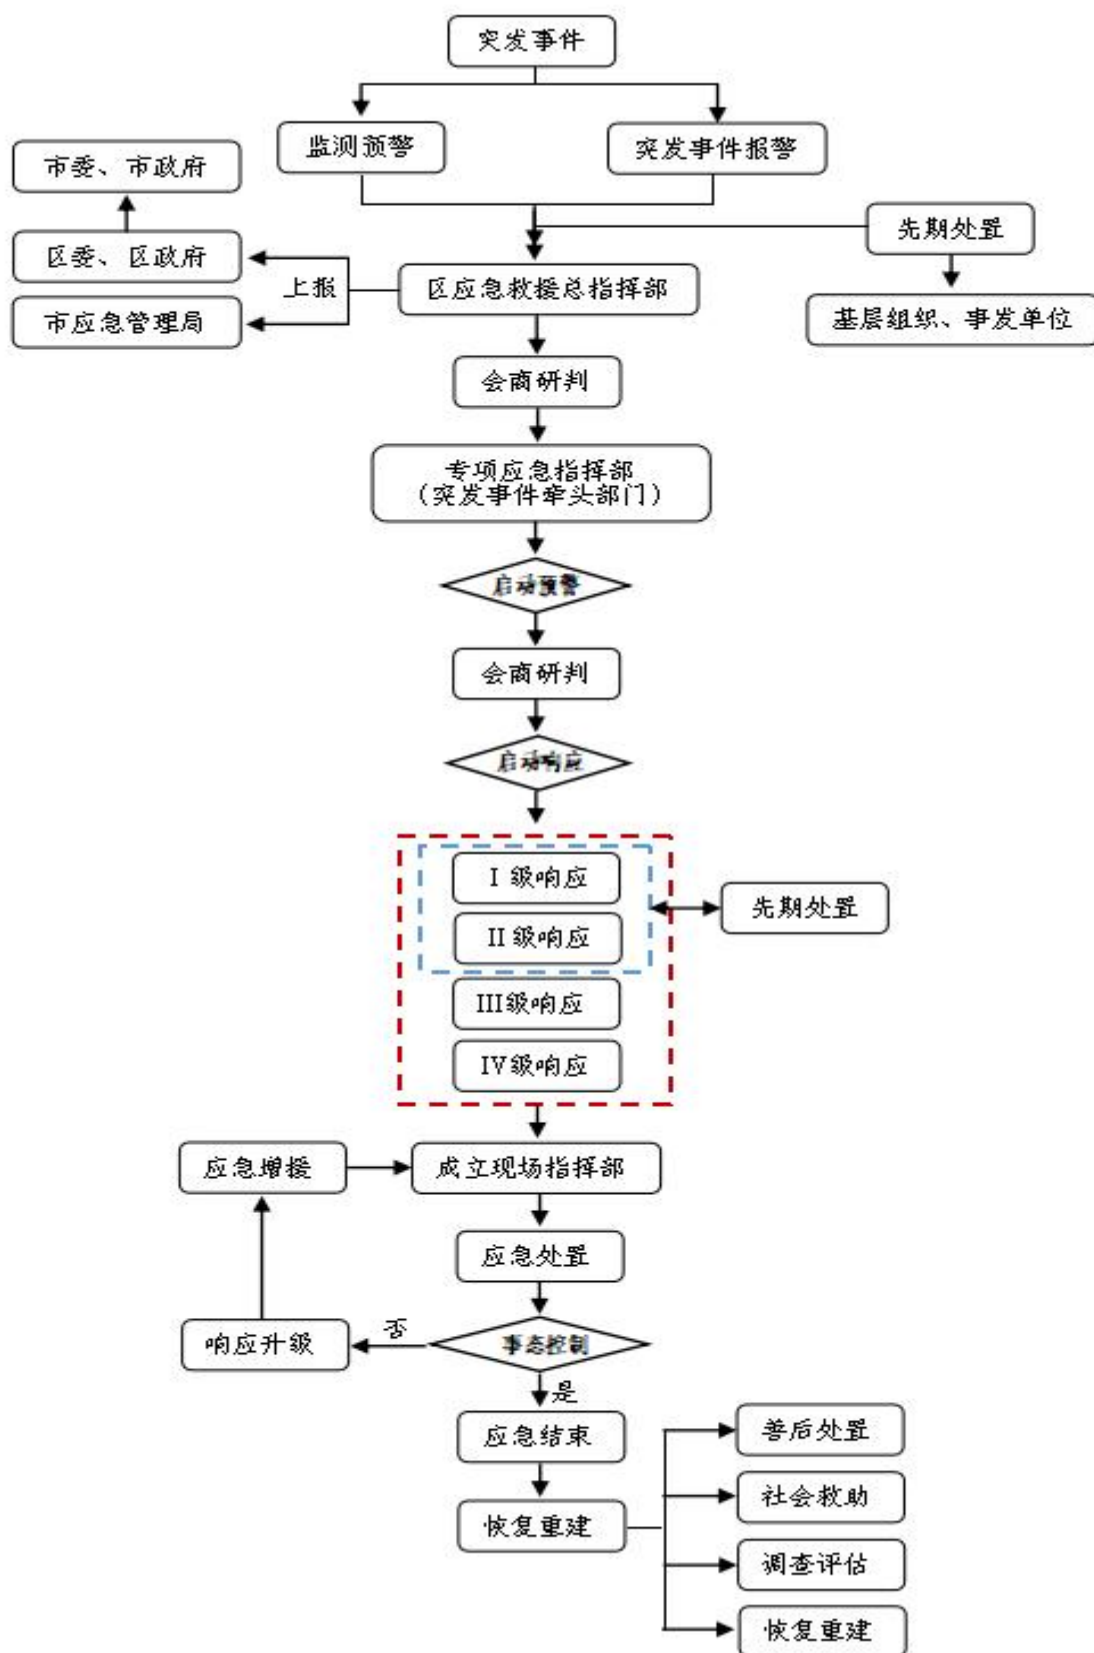 突发事件
监测预警
突发事件报警
市委、市政府
区委、区政府
市应急管理局
上报
区应急救援总指挥部
先期处置
基层组织、事发单位
会商研判
专项应急指挥部
（突发事件牵头部门）
启动预警
会商研判
启动响应
I 级响应
II 级响应
III级响应
IV级响应
先期处置
应急增援
成立现场指挥部
应急处置
响应升级
否
事态控制
是
应急结束
恢复重建
善后处置
社会救助
调查评估
恢复重建